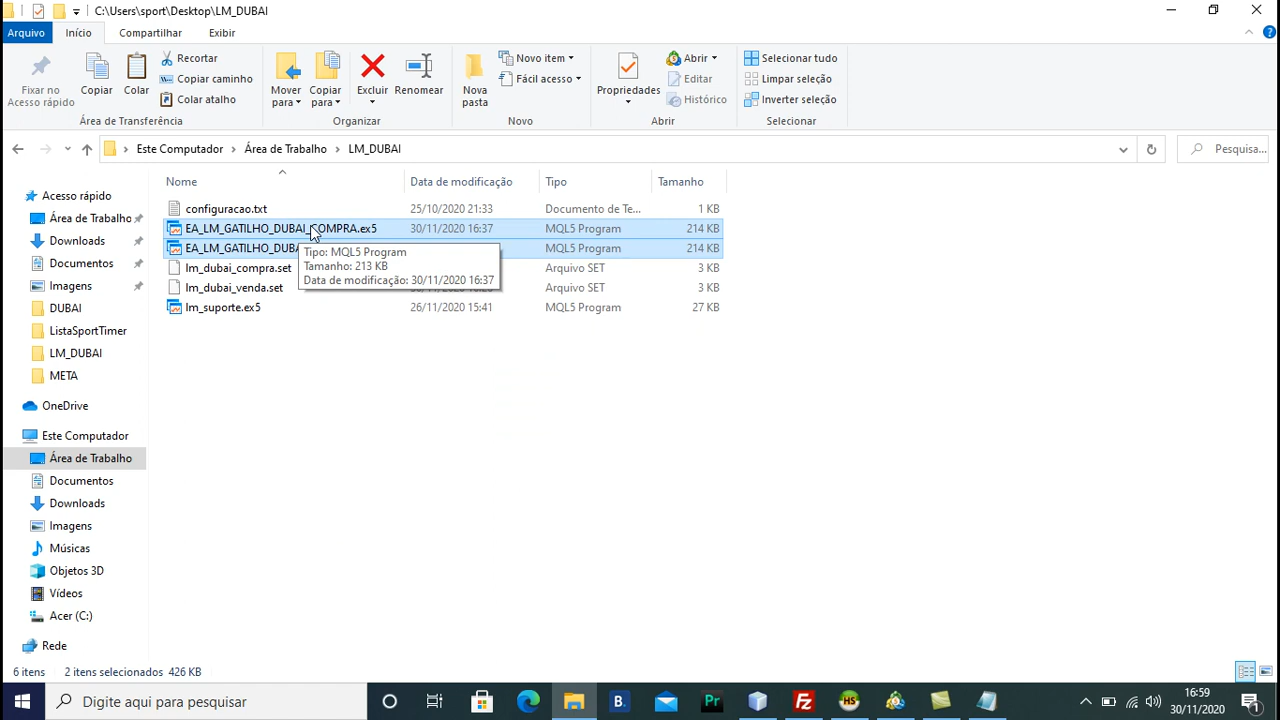 C:\Users\sport\Desktop\LM_DUBAI
Arquivo Início Compartilhar Exibir
Fixar no Acesso rápido
Copiar
Colar
Recortar
Copiar caminho
Colar atalho
Área de Transferência
Mover para
Copiar para
Excluir
Renomear
Organizar
Nova pasta
Novo item
Fácil acesso
Novo
Propriedades
Abrir
Editar
Histórico
Abrir
Selecionar tudo
Limpar seleção
Inverter seleção
Selecionar
Este Computador Área de Trabalho LM_DUBAI
Pesquisa...
Nome Data de modificação Tipo Tamanho
configuracao.txt 25/10/2020 21:33 Documento de Te... 1 KB
EA_LM_GATILHO_DUBAI_COMPRA.ex5 30/11/2020 16:37 MQL5 Program 214 KB
EA_LM_GATILHO_DUBA MQL5 Program 214 KB
lm_dubai_compra.set Arquivo SET 3 KB
lm_dubai_venda.set Arquivo SET 3 KB
lm_suporte.ex5 26/11/2020 15:41 MQL5 Program 27 KB
Tipo: MQL5 Program
Tamanho: 213 KB
Data de modificação: 30/11/2020 16:37
Acesso rápido
Área de Trabalho
Downloads
Documentos
Imagens
DUBAI
ListaSportTimer
LM_DUBAI
META
OneDrive
Este Computador
Área de Trabalho
Documentos
Downloads
Imagens
Músicas
Objetos 3D
Vídeos
Acer (C:)
Rede
6 itens 2 itens selecionados 426 KB
Digite aqui para pesquisar
B.
Pr
Fz
HS
16:59
30/11/2020
1